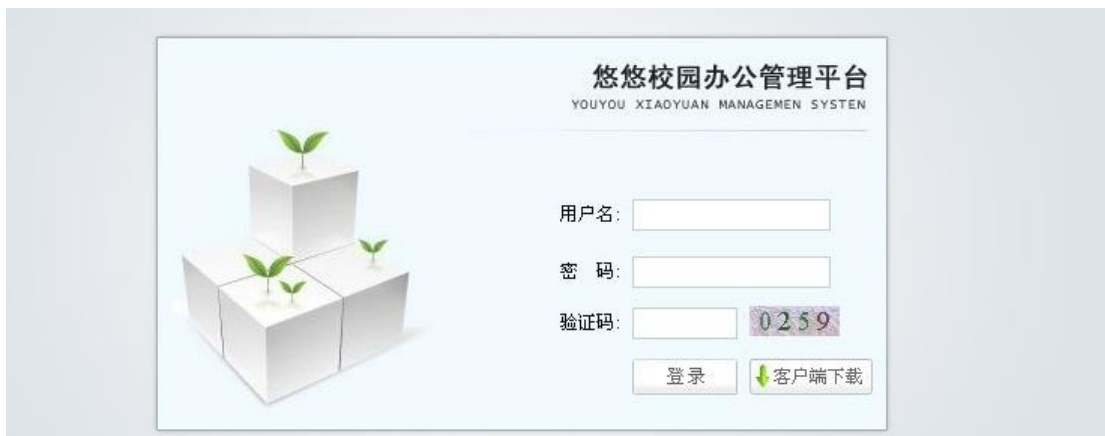 悠悠校园办公管理平台
YOUYOU XIAOYUAN MANAGEMEN SYSTEN
用户名:
密 码:
验证码: 0259
登录 客户端下载